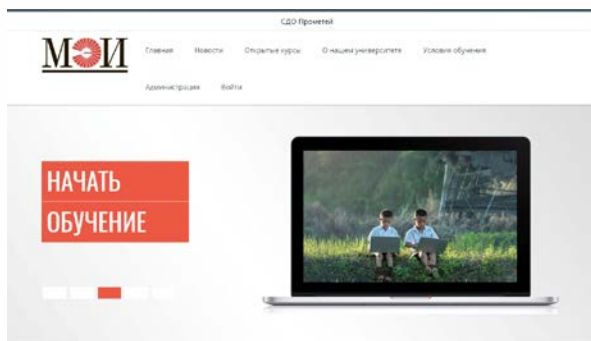 СДО Прометей
МЭИ
Главная Новости Открытые курсы О нашем университете Условия обучения
Администрация Войти
НАЧАТЬ
ОБУЧЕНИЕ